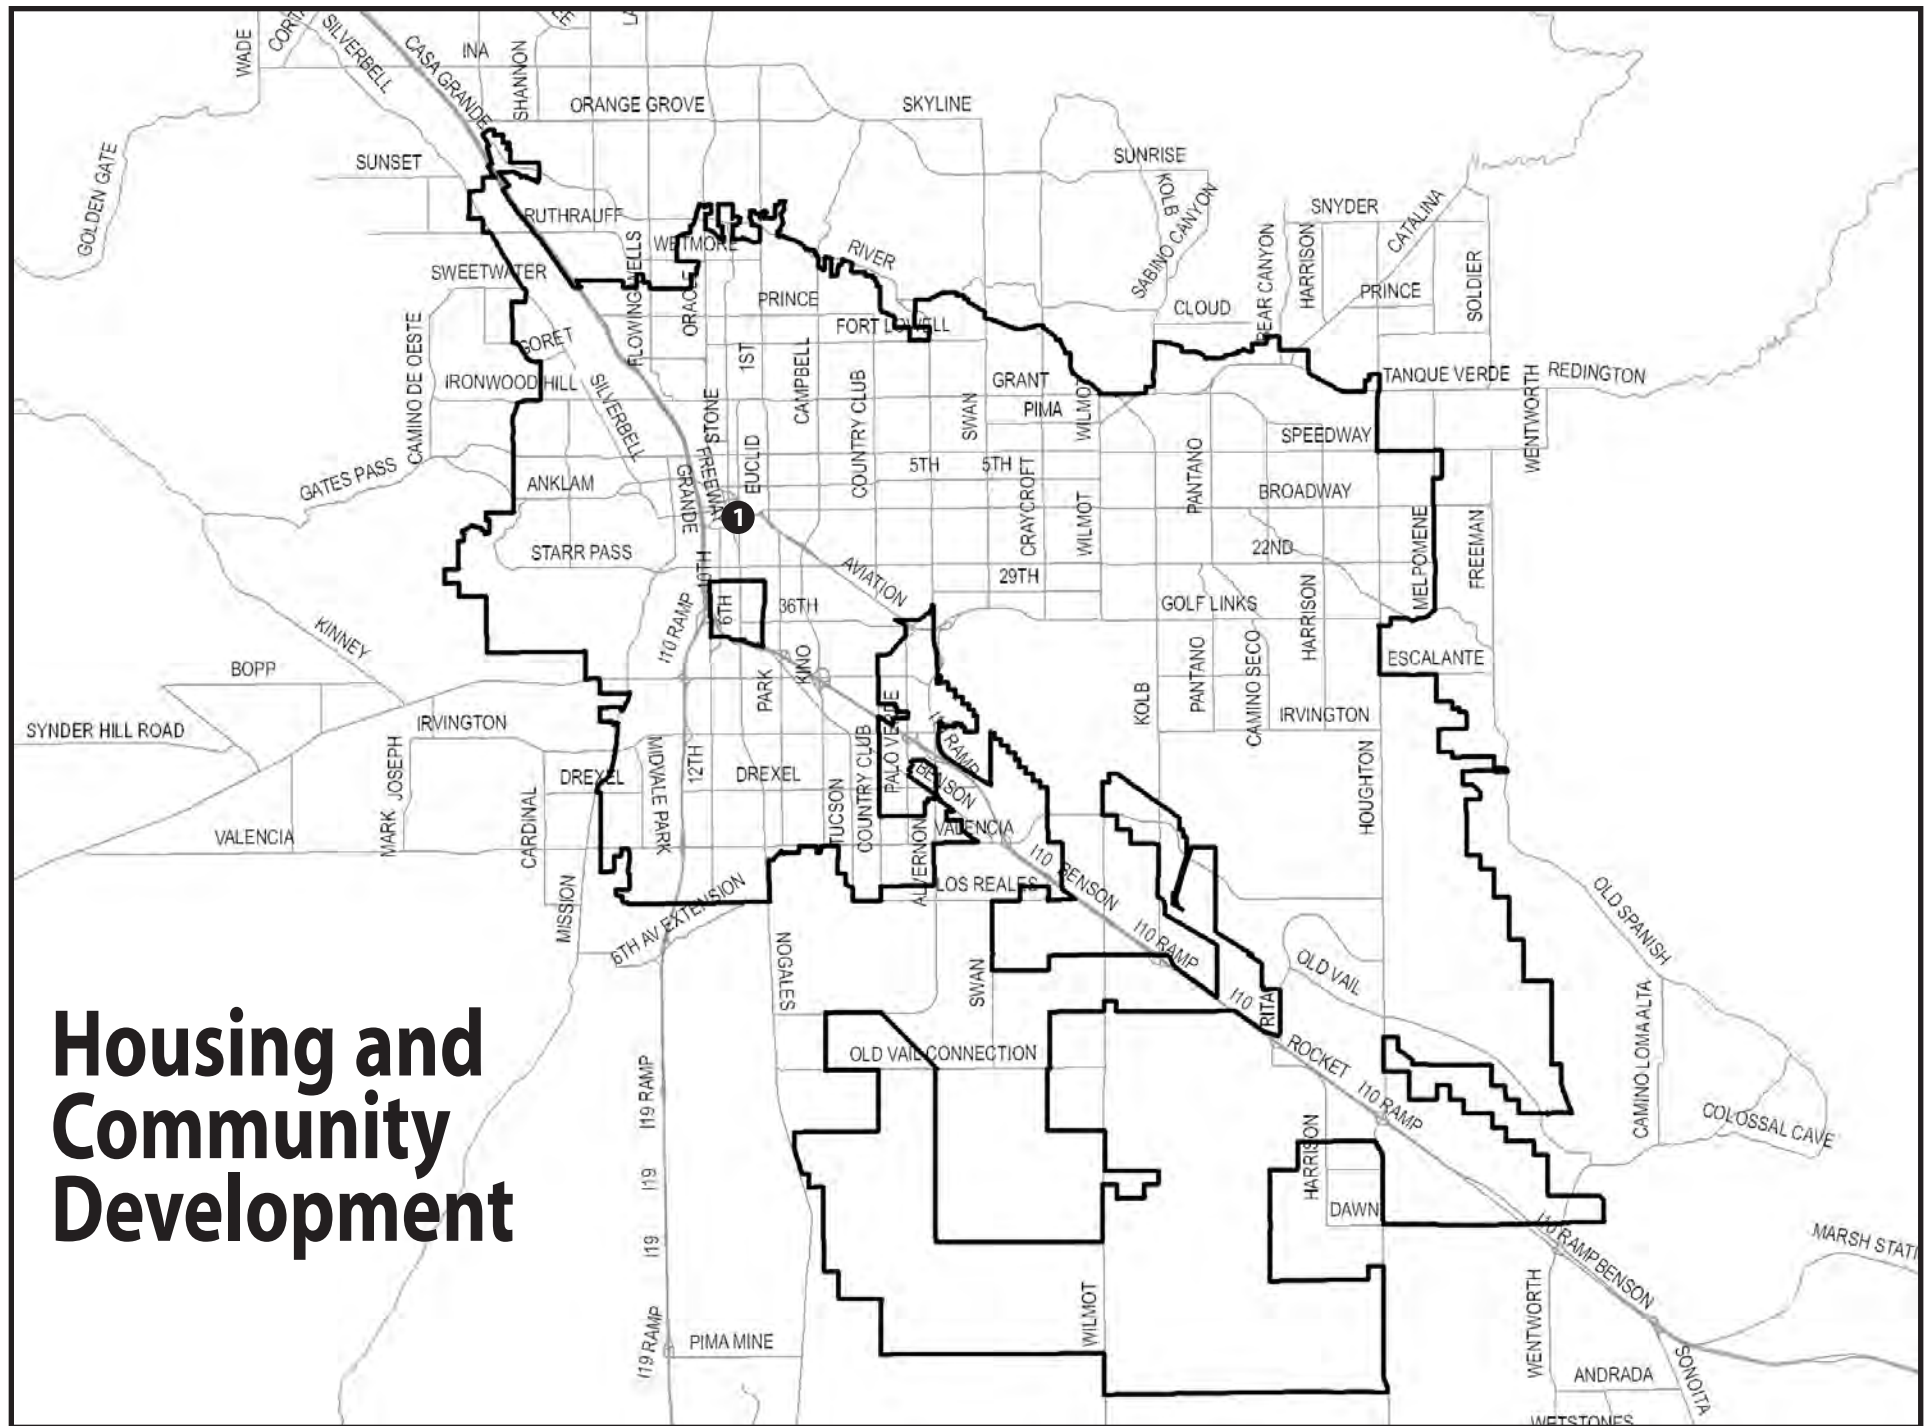 WADE
SILVERBELL
CASA GRANDE
INA
SHANNON
ORANGE GROVE
SKYLINE
GOLDEN GATE
SUNSET
SUNRISE
KOLB
SABINO CANYON
RUTHRAUFF
WETMORE
RIVER
SNYDER
CATALINA
BEAR CANYON
HARRISON
SOLDIER
SWEETWATER
FLOWING WELLS
ORACLE
PRINCE
PRINCE
CLOUD
FORT LOWELL
CAMINO DE OESTE
GORET
1ST
CAMPBELL
IRONWOOD HILL
SILVERBELL
STONE
COUNTRY CLUB
GRANT
TANQUE VERDE
REDINGTON
PIMA
SWAN
WILMOT
WENTWORTH
SPEEDWAY
GATES PASS
ANKLAM
GRANDE
FREEWAY
EUCLID
5TH
5TH
CRAYCROFT
WILMOT
PANTANO
BROADWAY
1
MELPOMENE
FREEMAN
STARR PASS
22ND
10TH
AVIATION
29TH
6TH
36TH
GOLF LINKS
HARRISON
KINNEY
I10 RAMP
BOPP
KINO
PARK
PANTANO
CAMINO SECO
ESCALANTE
KOLB
IRVINGTON
IRVINGTON
SYNDER HILL ROAD
MARK JOSEPH
DREXEL
MIDVALE PARK
12TH
DREXEL
TUCSON
COUNTRY CLUB
PALO VERDE
I10 RAMP
BENSON
HOUGHTON
VALENCIA
CARDINAL
VALENCIA
ALVERNON
I10
BENSON
LOS REALES
MISSION
6TH AV EXTENSION
I10 RAMP
OLD SPANISH
NOGALES
SWAN
OLD VAIL
I10
RITA
CAMINO LOMA ALTA
Housing and
Community
Development
OLD VAIL CONNECTION
ROCKET
I10 RAMP
I19 RAMP
COLOSSAL CAVE
HARRISON
I19
DAWN
I19
I10 RAMP
BENSON
WILMOT
WENTWORTH
I19 RAMP
PIMA MINE
ANDRADA
SONOITA